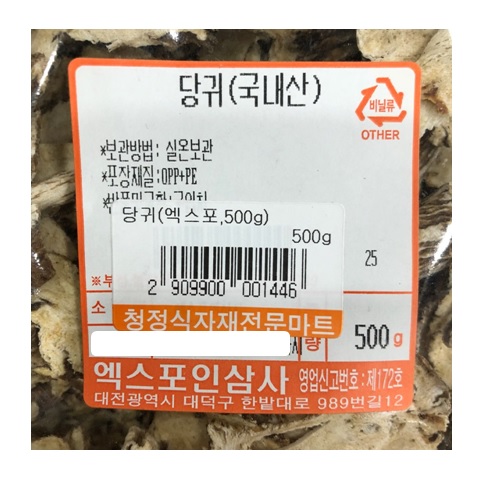 당귀(국내산)
비닐류
OTHER
*보관방법: 실온보관
*포장재질:OPP+PE
당귀(엑스포,500g)
500g
25
2 909900 001446
※부
소
청정식자재전문마트
량 500g
엑스포인삼사 영업신고번호 : 제172호
대전광역시 대덕구 한밭대로 989번길12